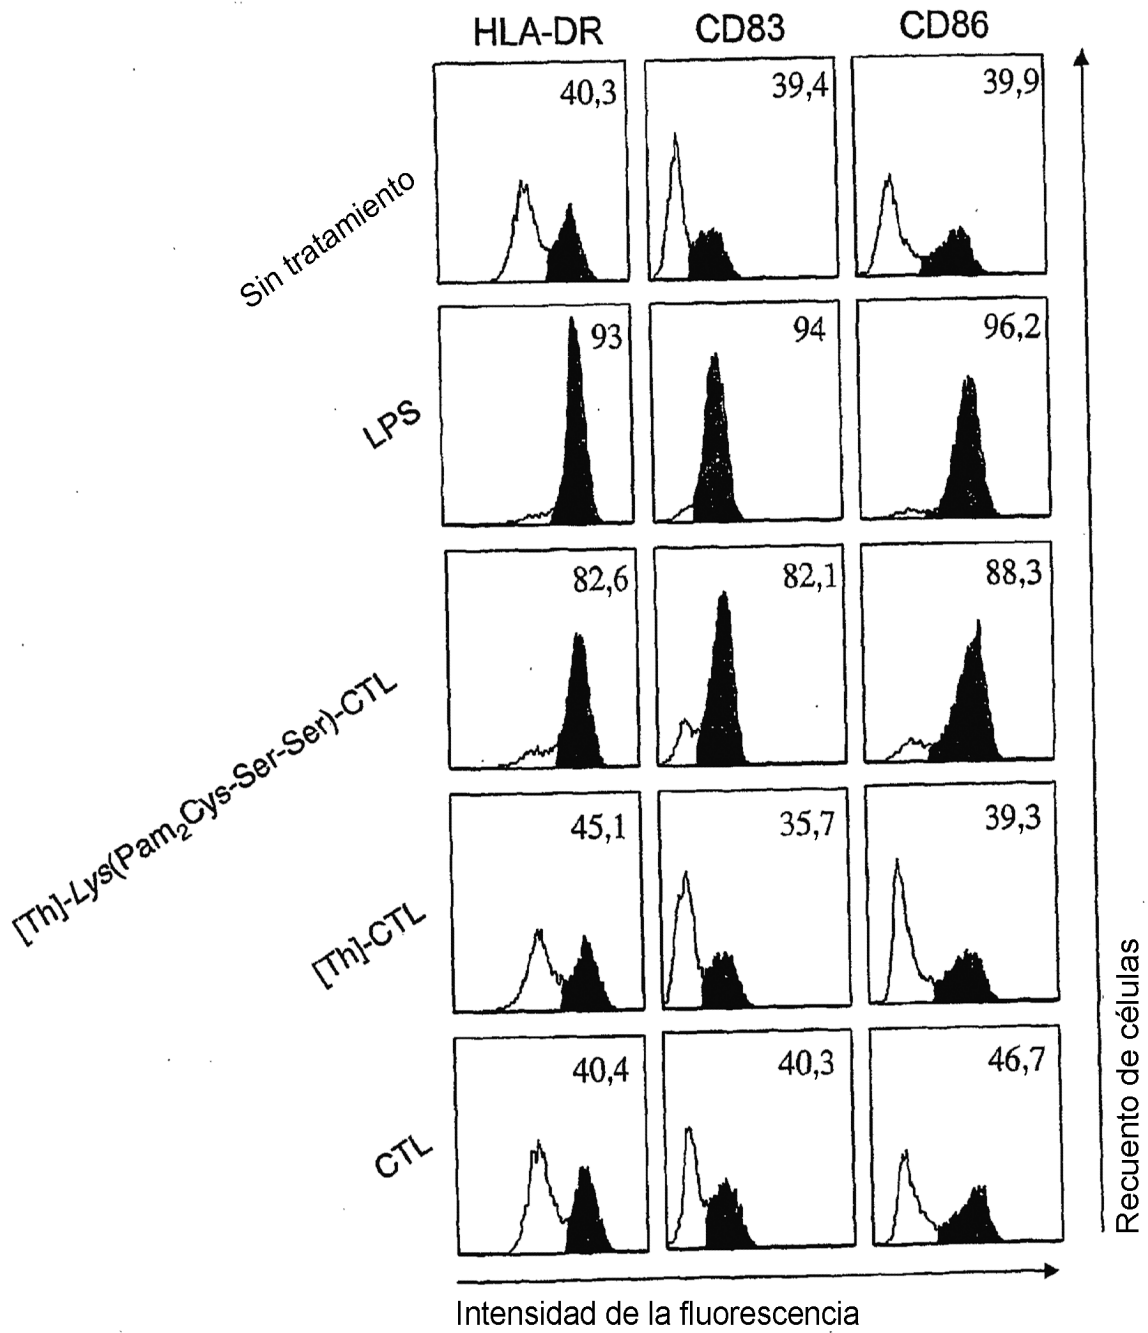 HLA-DR CD83 CD86
Sin tratamiento 40,3 39,4 39,9
LPS 93 94 96,2
[Th]-Lys(Pam₂Cys-Ser-Ser)-CTL 82,6 82,1 88,3
[Th]-CTL 45,1 35,7 39,3
CTL 40,4 40,3 46,7
Recuento de células
Intensidad de la fluorescencia